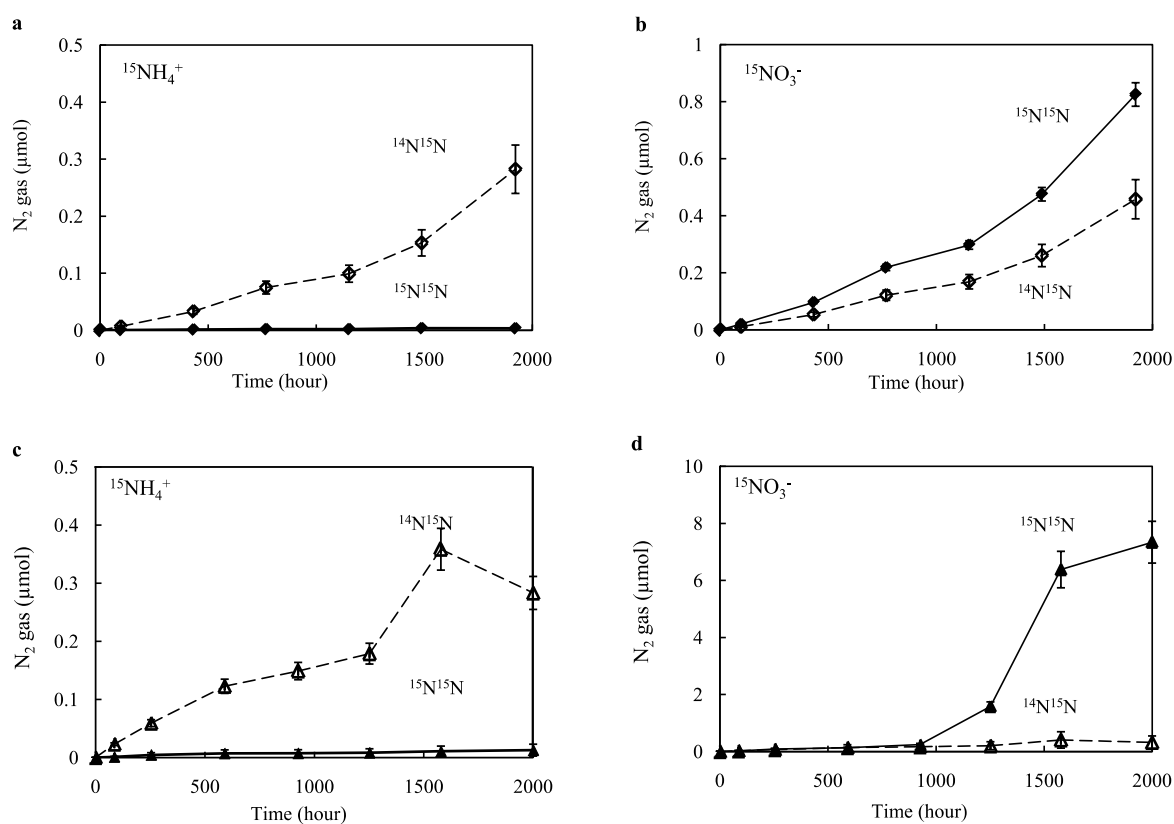 a
0.5
0.4
0.3
0.2
0.1
0
0 500 1000 1500 2000
N₂ gas (µmol)
Time (hour)
¹⁵NH₄⁺
¹⁴N¹⁵N
¹⁵N¹⁵N
b
1
0.8
0.6
0.4
0.2
0
0 500 1000 1500 2000
N₂ gas (µmol)
Time (hour)
¹⁵NO₃⁻
¹⁵N¹⁵N
¹⁴N¹⁵N
c
0.5
0.4
0.3
0.2
0.1
0
0 500 1000 1500 2000
N₂ gas (µmol)
Time (hour)
¹⁵NH₄⁺
¹⁴N¹⁵N
¹⁵N¹⁵N
d
10
8
6
4
2
0
0 500 1000 1500 2000
N₂ gas (µmol)
Time (hour)
¹⁵NO₃⁻
¹⁵N¹⁵N
¹⁴N¹⁵N